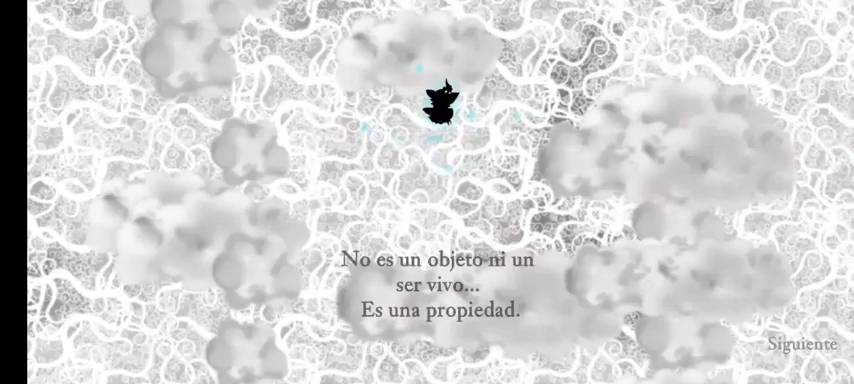 No es un objeto ni un
ser vivo...
Es una propiedad.
Siguiente